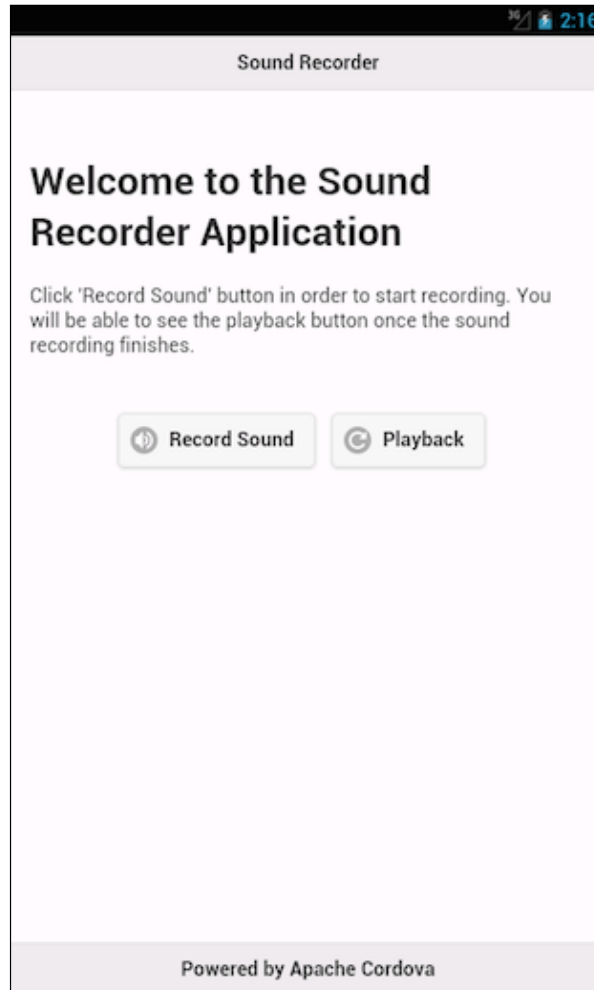 3G 2:16
Sound Recorder
Welcome to the Sound
Recorder Application
Click 'Record Sound' button in order to start recording. You
will be able to see the playback button once the sound
recording finishes.
Record Sound Playback
Powered by Apache Cordova